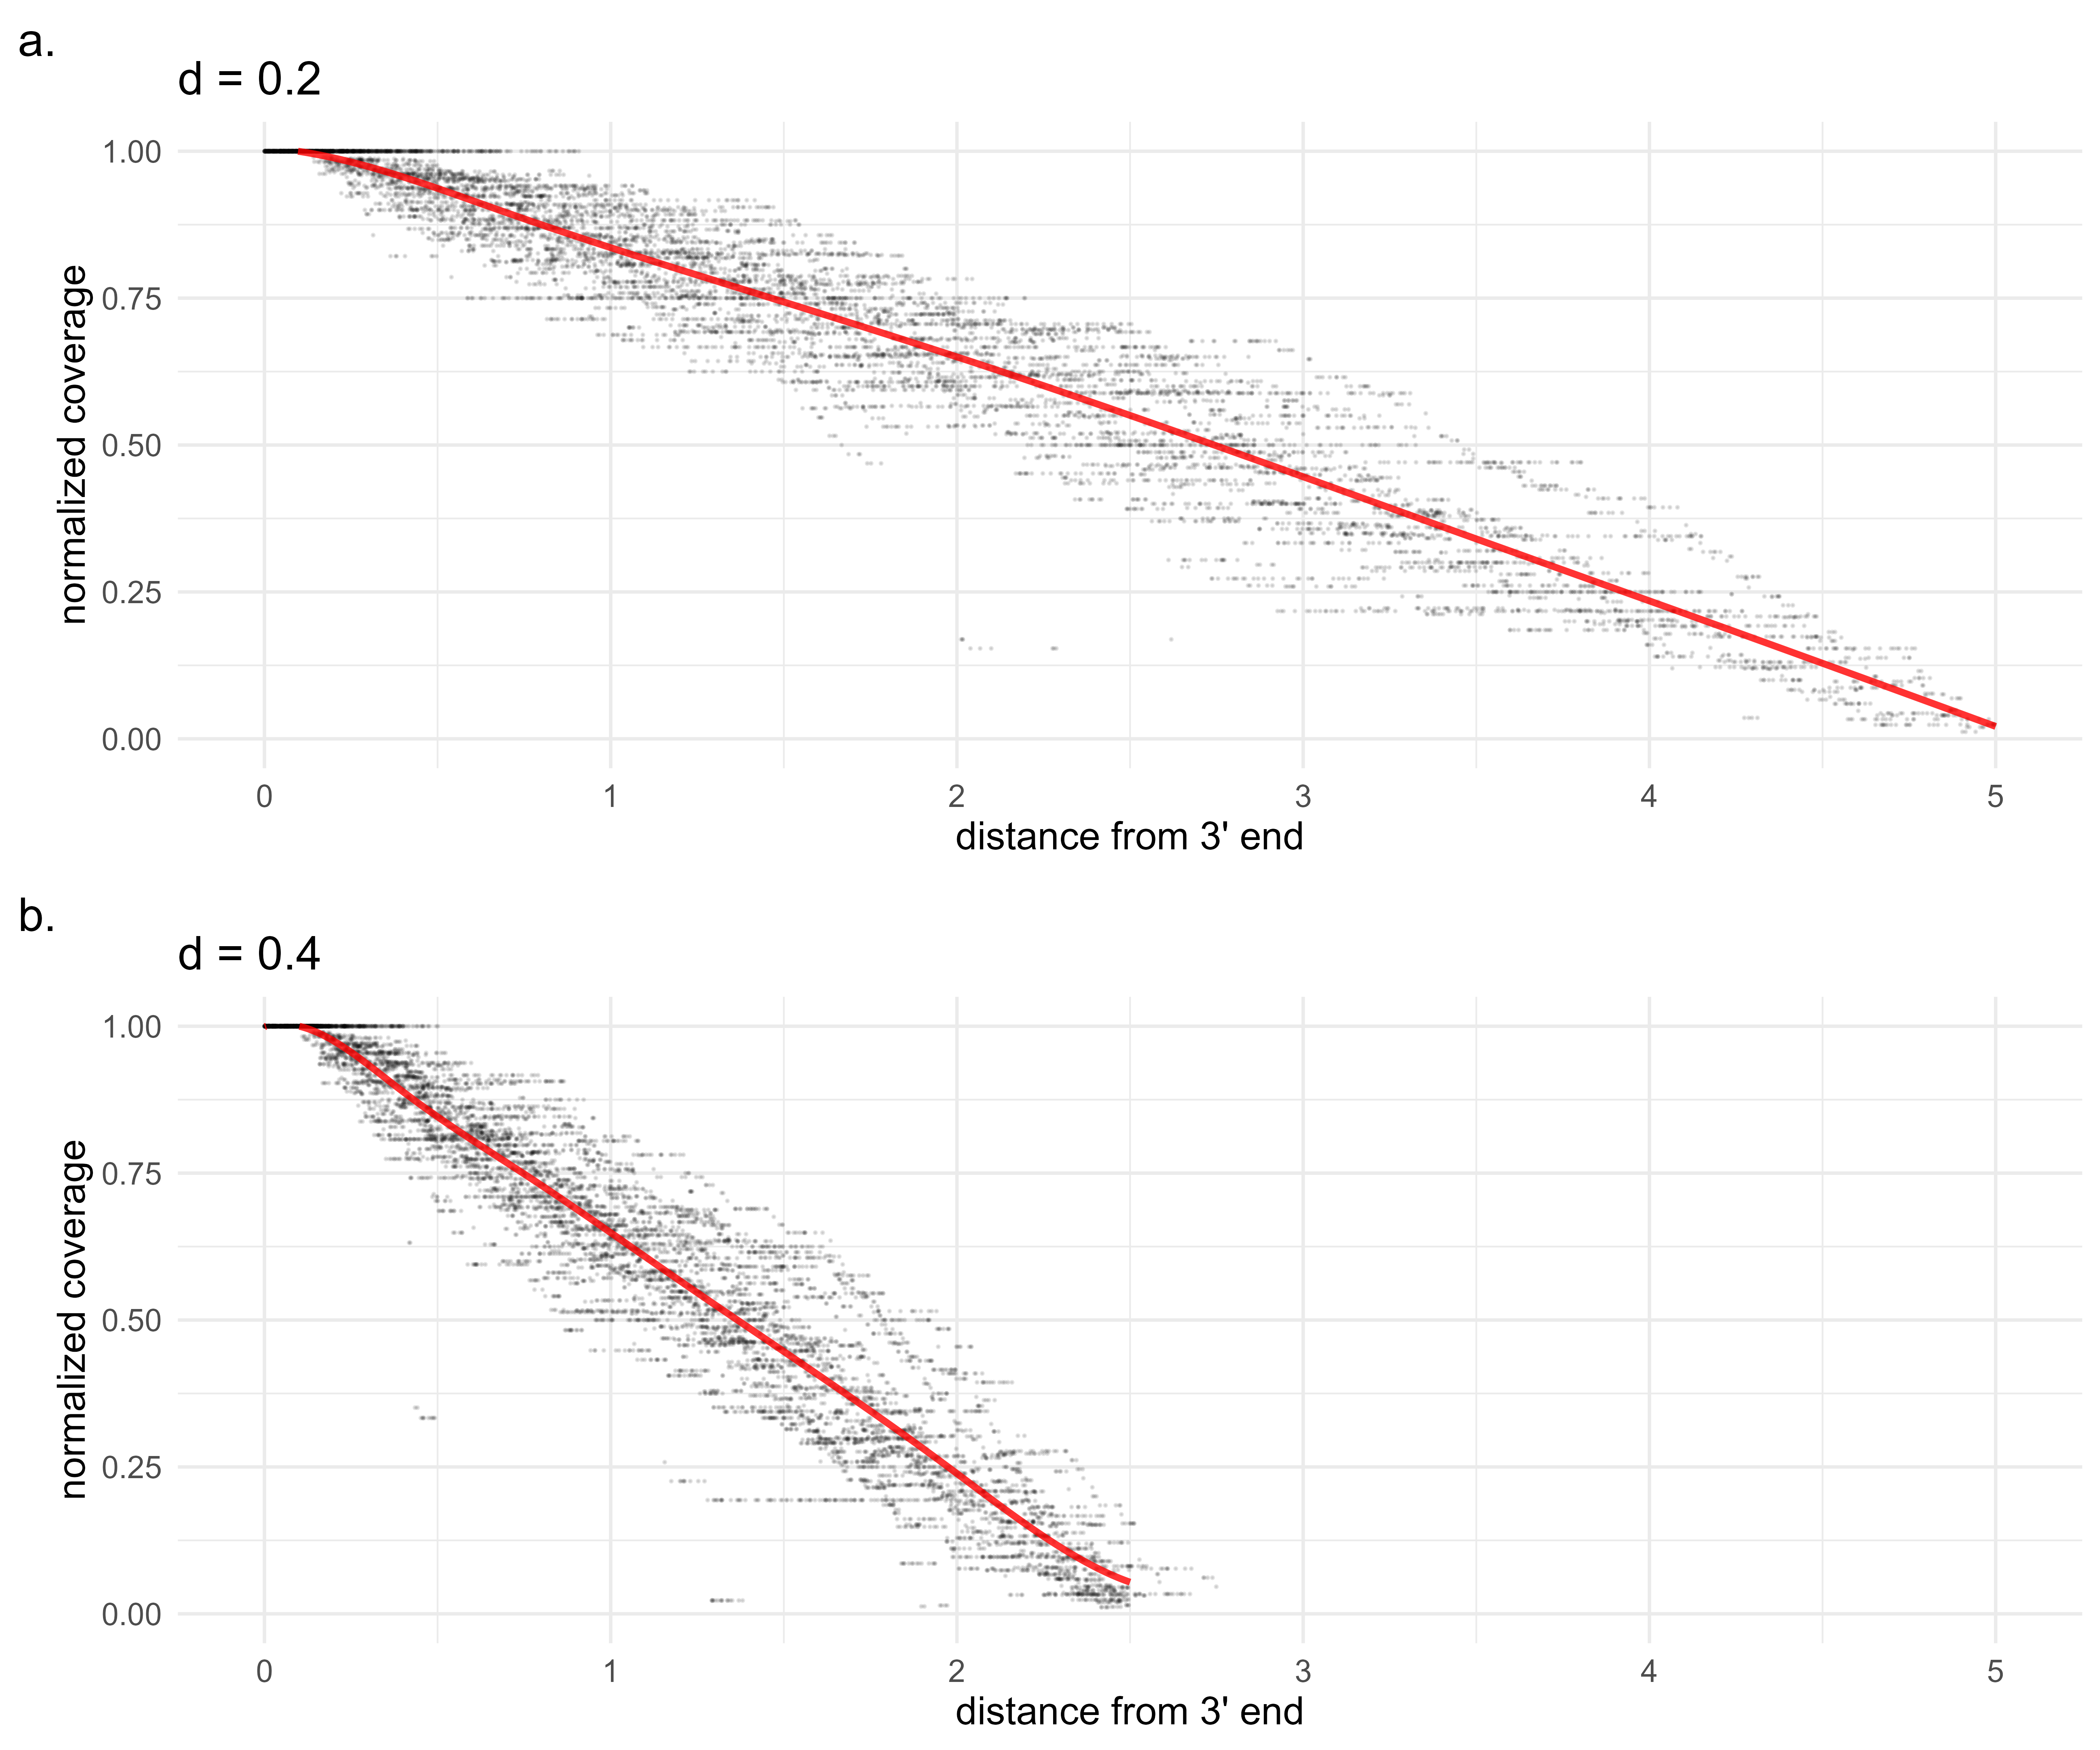 a.
d = 0.2
1.00
0.75
0.50
0.25
0.00
normalized coverage
0 1 2 3 4 5
distance from 3' end
b.
d = 0.4
1.00
0.75
0.50
0.25
0.00
normalized coverage
0 1 2 3 4 5
distance from 3' end